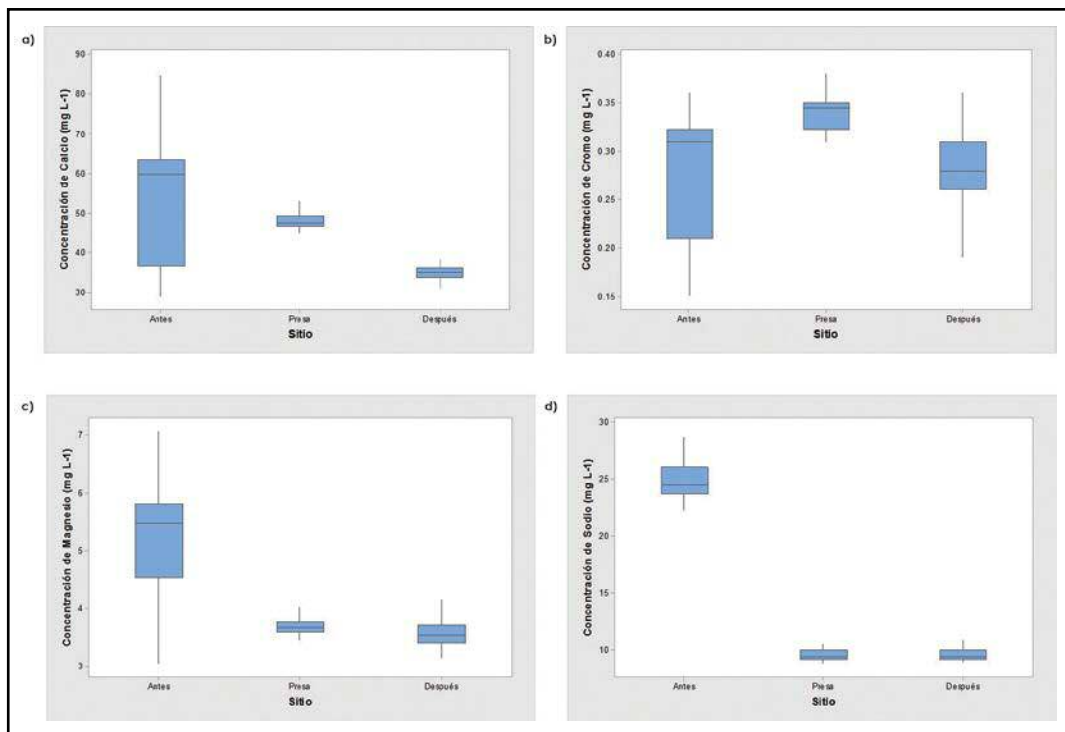 a)
Concentración de Calcio (mg L-1)
90
80
70
60
50
40
30
Antes
Presa
Después
Sitio
b)
Concentración de Cromo (mg L-1)
0.40
0.35
0.30
0.25
0.20
0.15
Antes
Presa
Después
Sitio
c)
Concentración de Magnesio (mg L-1)
7
6
5
4
3
Antes
Presa
Después
Sitio
d)
Concentración de Sodio (mg L-1)
30
25
20
15
10
Antes
Presa
Después
Sitio